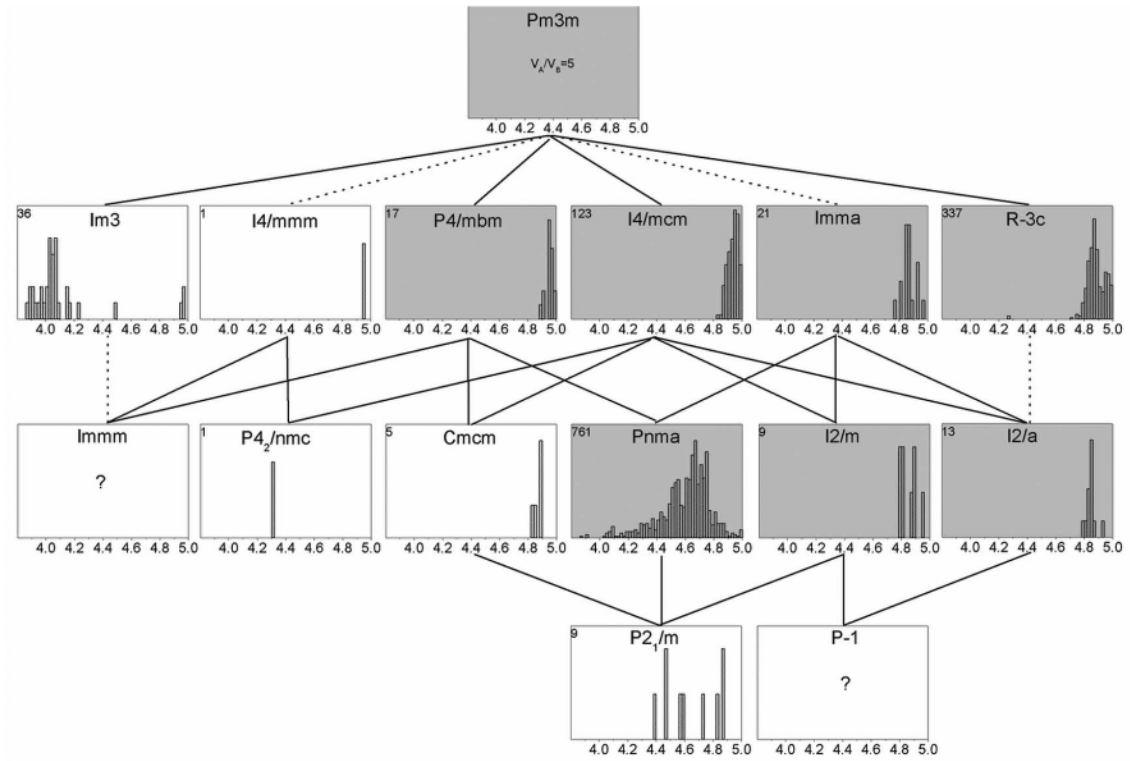 Pm3m
V_A/V_B=5
4.0 4.2 4.4 4.6 4.8 5.0
36 Im3
1 I4/mmm
17 P4/mbm
123 I4/mcm
21 Imma
337 R-3c
4.0 4.2 4.4 4.6 4.8 5.0
4.0 4.2 4.4 4.6 4.8 5.0
4.0 4.2 4.4 4.6 4.8 5.0
4.0 4.2 4.4 4.6 4.8 5.0
4.0 4.2 4.4 4.6 4.8 5.0
4.0 4.2 4.4 4.6 4.8 5.0
Immm
?
1 P4₂/nmc
5 Cmcm
761 Pnma
9 I2/m
13 I2/a
4.0 4.2 4.4 4.6 4.8 5.0
4.0 4.2 4.4 4.6 4.8 5.0
4.0 4.2 4.4 4.6 4.8 5.0
4.0 4.2 4.4 4.6 4.8 5.0
4.0 4.2 4.4 4.6 4.8 5.0
4.0 4.2 4.4 4.6 4.8 5.0
9 P2₁/m
P-1
?
4.0 4.2 4.4 4.6 4.8 5.0
4.0 4.2 4.4 4.6 4.8 5.0